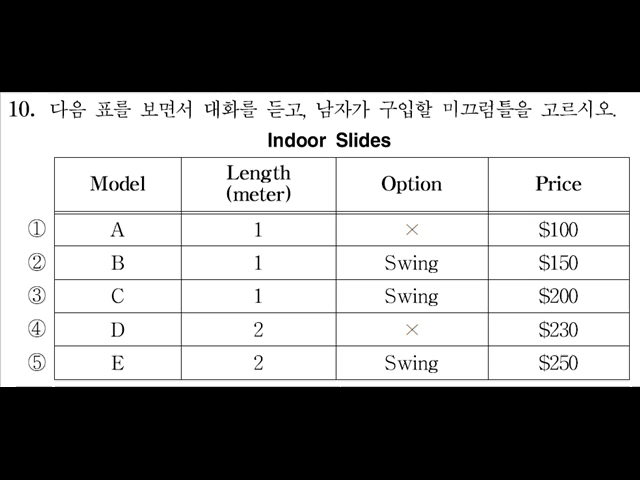 10. 다음 표를 보면서 대화를 듣고, 남자가 구입할 미끄럼틀을 고르시오.
Indoor Slides
Model Length (meter) Option Price
① A 1 × $100
② B 1 Swing $150
③ C 1 Swing $200
④ D 2 × $230
⑤ E 2 Swing $250